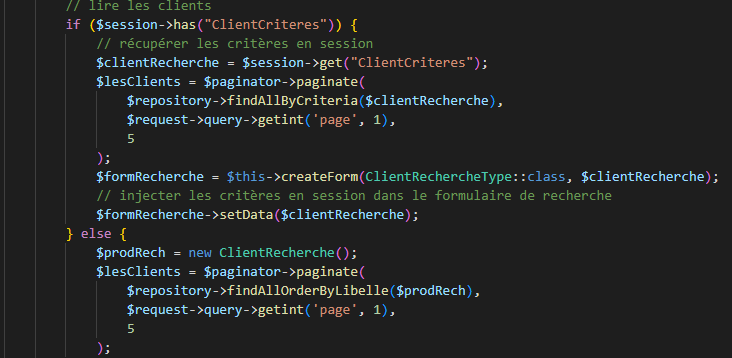 // lire les clients
if ($session->has("ClientCriteres")) {
// récupérer les critères en session
$clientRecherche = $session->get("ClientCriteres");
$lesClients = $paginator->paginate(
$repository->findAllByCriteria($clientRecherche),
$request->query->getint('page', 1),
5
);
$formRecherche = $this->createForm(ClientRechercheType::class, $clientRecherche);
// injecter les critères en session dans le formulaire de recherche
$formRecherche->setData($clientRecherche);
} else {
$prodRech = new ClientRecherche();
$lesClients = $paginator->paginate(
$repository->findAllOrderByLibelle($prodRech),
$request->query->getint('page', 1),
5
);